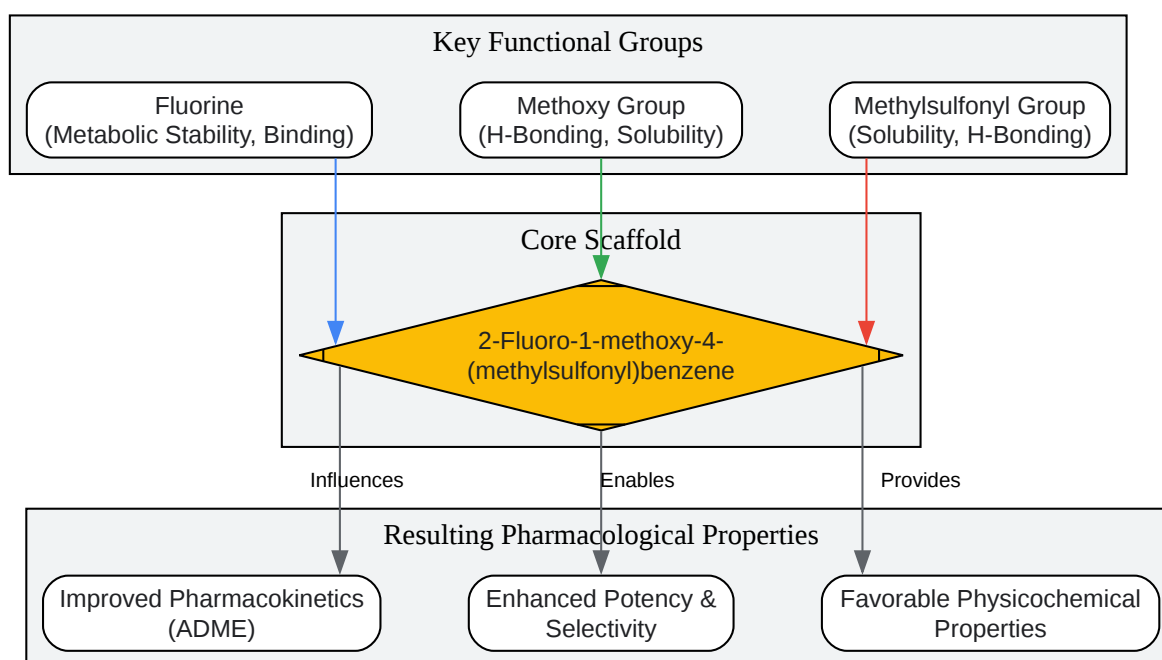 Key Functional Groups
Fluorine
(Metabolic Stability, Binding)
Methoxy Group
(H-Bonding, Solubility)
Methylsulfonyl Group
(Solubility, H-Bonding)
Core Scaffold
2-Fluoro-1-methoxy-4-
(methylsulfonyl)benzene
Influences
Enables
Provides
Resulting Pharmacological Properties
Improved Pharmacokinetics
(ADME)
Enhanced Potency &
Selectivity
Favorable Physicochemical
Properties